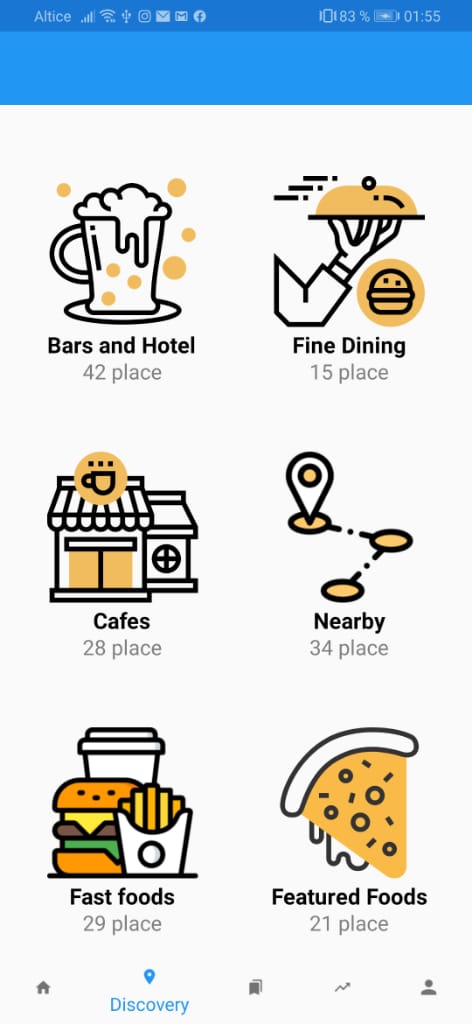 Altice 83 % 01:55
Bars and Hotel
42 place
Fine Dining
15 place
Cafes
28 place
Nearby
34 place
Fast foods
29 place
Featured Foods
21 place
Discovery